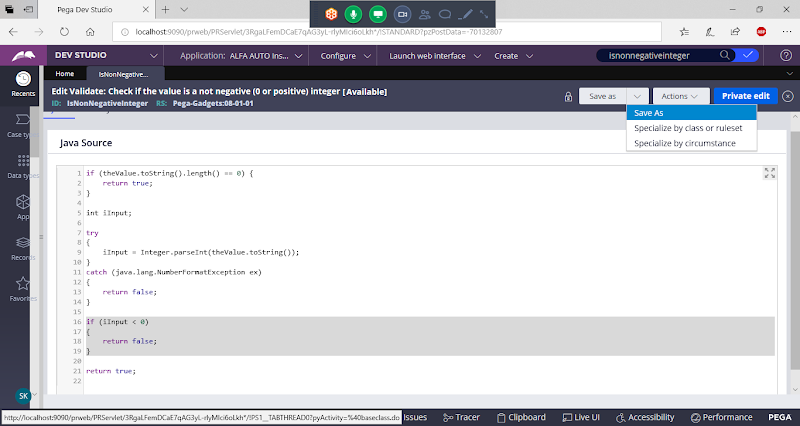 Pega Dev Studio
localhost:9090/prweb/PRServlet/3RgaLFemDCaE7qAG3yL-rlyMIci6oLkh*/!STANDARD?pzPostData=-70132807
DEV STUDIO
Application: ALFA AUTO Ins...
Configure
Launch web interface
Create
isnonnegativeinteger
Home
IsNonNegative...
Recents
Edit Validate: Check if the value is a not negative (0 or positive) integer [Available]
ID: IsNonNegativeInteger RS: Pega-Gadgets:08-01-01
Save as
Actions
Private edit
Save As
Specialize by class or ruleset
Specialize by circumstance
Case ty
Data ty
App
Record
Favorit
Java Source
1 if (theValue.toString().length() == 0) {
2 return true;
3 }
4
5 int iInput;
6
7 try
8 {
9 iInput = Integer.parseInt(theValue.toString());
10 }
11 catch (java.lang.NumberFormatException ex)
12 {
13 return false;
14 }
15
16 if (iInput < 0)
17 {
18 return false;
19 }
20
21 return true;
22
SK
http://localhost:9090/prweb/PRServlet/3RgaLFemDCaE7qAG3yL-rlyMIci6oLkh*/!PS1__TABTHREAD0?pyActivity=%40baseclass.do
Issues
Tracer
Clipboard
Live UI
Accessibility
Performance
PEGA